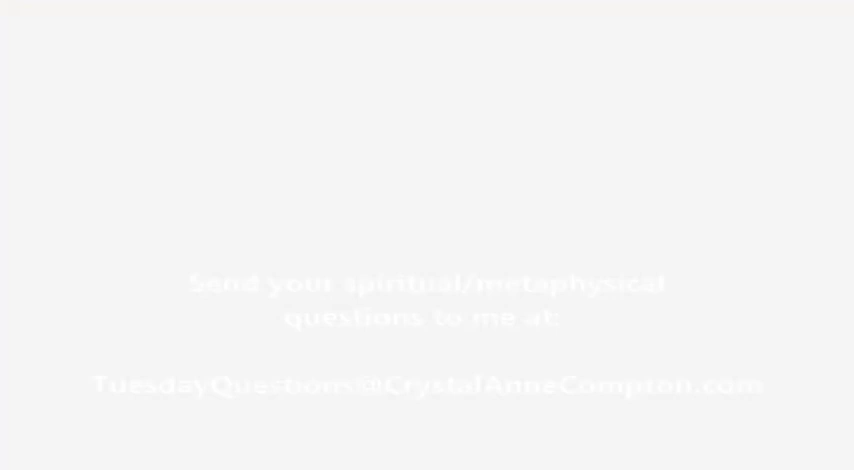 Send your spiritual/metaphysical
questions to me at:
TuesdayQuestions@CrystalAnneCompton.com